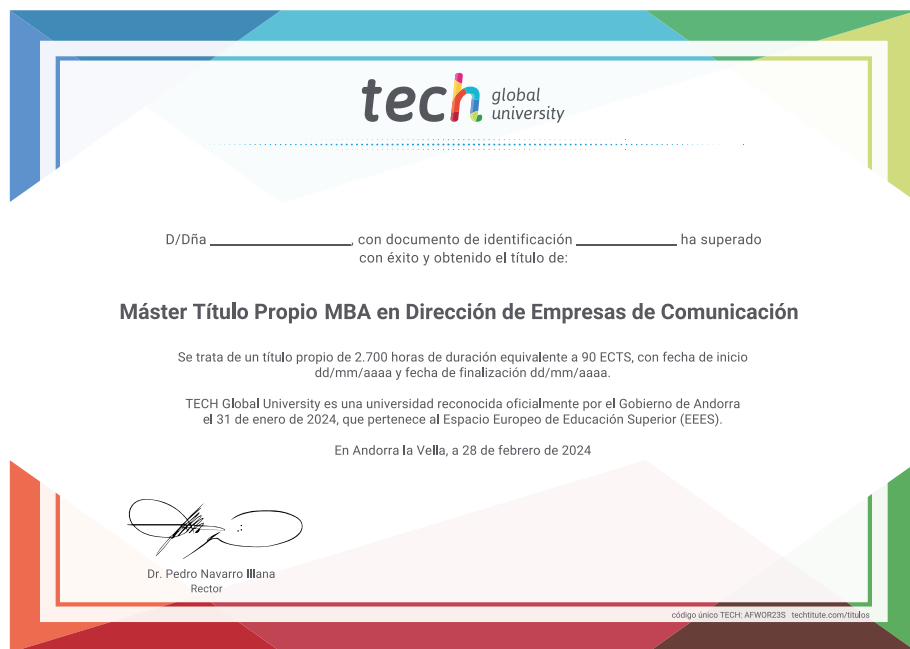 tech global
university
D/Dña ______________, con documento de identificación __________ ha superado
con éxito y obtenido el título de:
Máster Título Propio MBA en Dirección de Empresas de Comunicación
Se trata de un título propio de 2.700 horas de duración equivalente a 90 ECTS, con fecha de inicio
dd/mm/aaaa y fecha de finalización dd/mm/aaaa.
TECH Global University es una universidad reconocida oficialmente por el Gobierno de Andorra
el 31 de enero de 2024, que pertenece al Espacio Europeo de Educación Superior (EEES).
En Andorra la Vella, a 28 de febrero de 2024
Dr. Pedro Navarro Illana
Rector
código único TECH: AFWOR23S techtitute.com/titulos